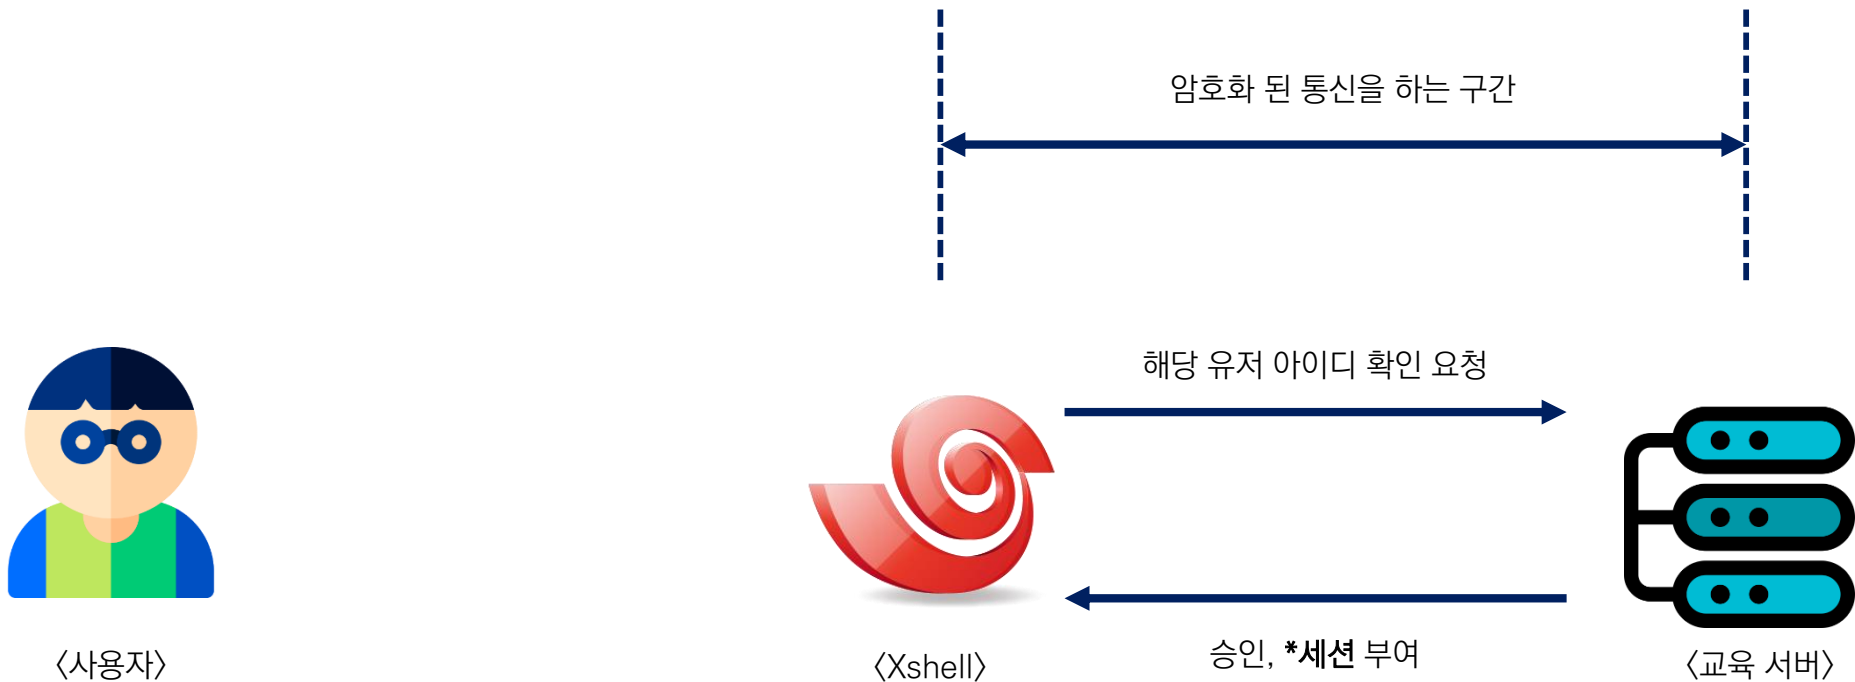 암호화 된 통신을 하는 구간
해당 유저 아이디 확인 요청
승인, *세션 부여
<사용자>
<Xshell>
<교육 서버>